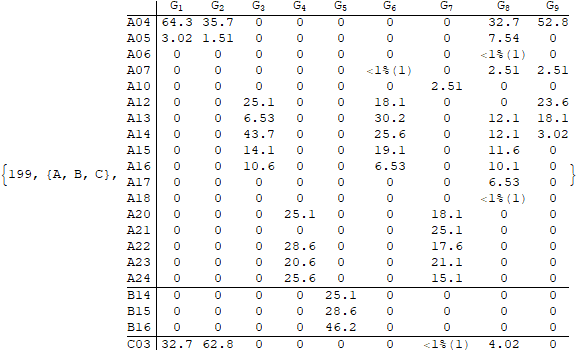 G1 G2 G3 G4 G5 G6 G7 G8 G9
A04 64.3 35.7 0 0 0 0 0 32.7 52.8
A05 3.02 1.51 0 0 0 0 0 7.54 0
A06 0 0 0 0 0 0 0 <1%(1) 0
A07 0 0 0 0 0 <1%(1) 0 2.51 2.51
A10 0 0 0 0 0 0 2.51 0 0
A12 0 0 25.1 0 0 18.1 0 0 23.6
A13 0 0 6.53 0 0 30.2 0 12.1 18.1
A14 0 0 43.7 0 0 25.6 0 12.1 3.02
A15 0 0 14.1 0 0 19.1 0 11.6 0
A16 0 0 10.6 0 0 6.53 0 10.1 0
{199, {A, B, C}, A17 0 0 0 0 0 0 0 6.53 0 }
A18 0 0 0 0 0 0 0 <1%(1) 0
A20 0 0 0 25.1 0 0 18.1 0 0
A21 0 0 0 0 0 0 25.1 0 0
A22 0 0 0 28.6 0 0 17.6 0 0
A23 0 0 0 20.6 0 0 21.1 0 0
A24 0 0 0 25.6 0 0 15.1 0 0
B14 0 0 0 0 25.1 0 0 0 0
B15 0 0 0 0 28.6 0 0 0 0
B16 0 0 0 0 46.2 0 0 0 0
C03 32.7 62.8 0 0 0 0 <1%(1) 4.02 0